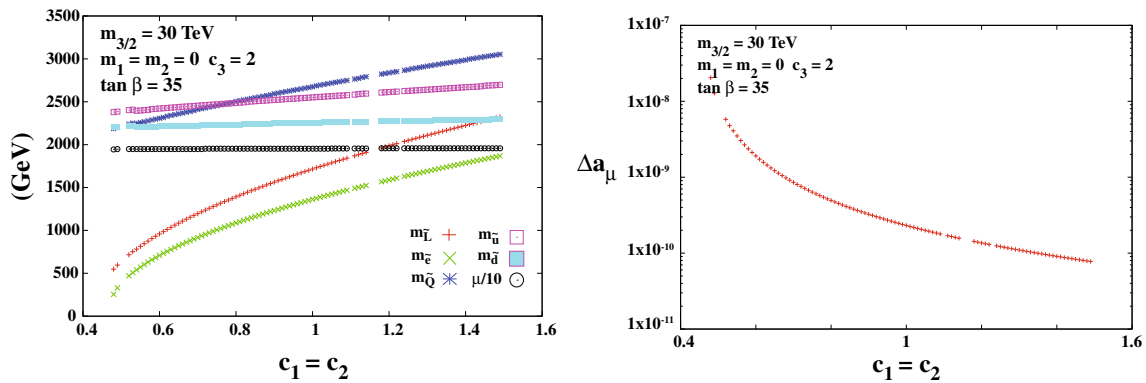 3500
3000
2500
2000
1500
1000
500
0
(GeV)
m3/2 = 30 TeV
m1 = m2 = 0 c3 = 2
tan β = 35
mL̃
mẽ
mQ̃
mũ
md̃
μ/10
0.4 0.6 0.8 1 1.2 1.4 1.6
c1 = c2
1x10-7
1x10-8
1x10-9
1x10-10
1x10-11
Δaμ
m3/2 = 30 TeV
m1 = m2 = 0 c3 = 2
tan β = 35
0.4 1 1.6
c1 = c2